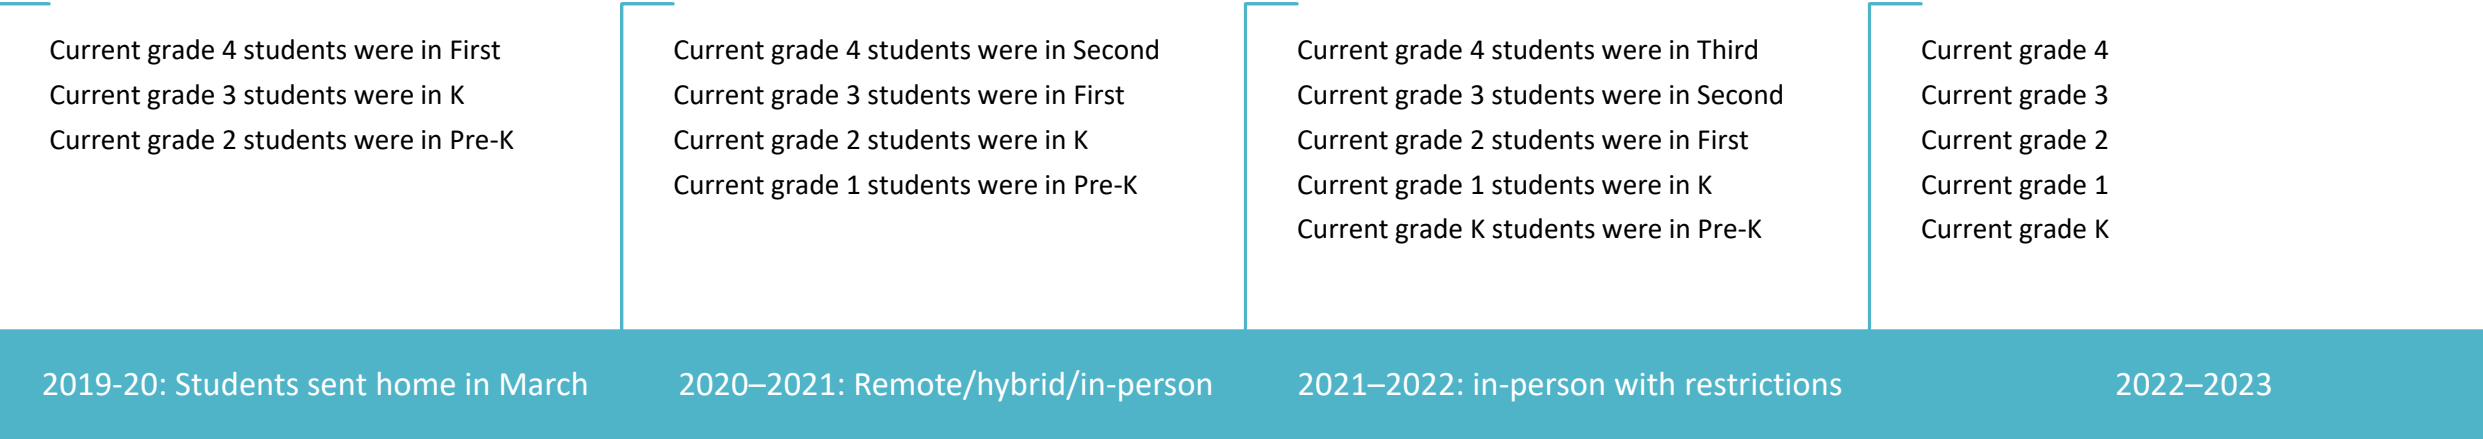 Current grade 4 students were in First
Current grade 3 students were in K
Current grade 2 students were in Pre-K
2019-20: Students sent home in March
Current grade 4 students were in Second
Current grade 3 students were in First
Current grade 2 students were in K
Current grade 1 students were in Pre-K
2020–2021: Remote/hybrid/in-person
Current grade 4 students were in Third
Current grade 3 students were in Second
Current grade 2 students were in First
Current grade 1 students were in K
Current grade K students were in Pre-K
2021–2022: in-person with restrictions
Current grade 4
Current grade 3
Current grade 2
Current grade 1
Current grade K
2022–2023